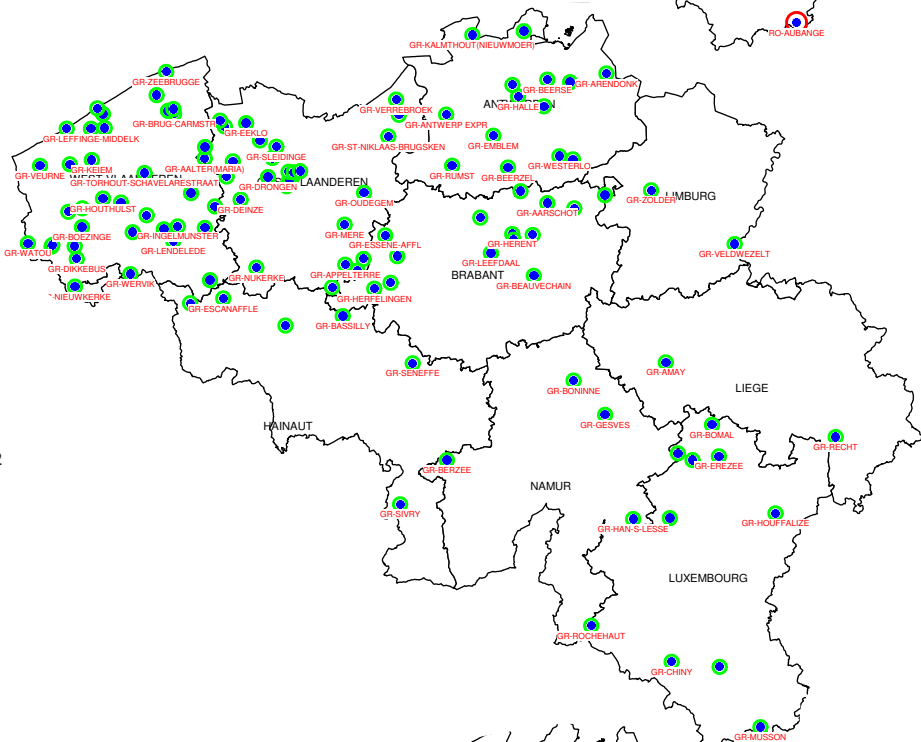 RO-AUBANGE
GR-KALMTHOUT(NIEUWMOER)
GR-ZEEBRUGGE
GR-ARENDONK
GR-BEERSE
ANTWERPEN
GR-HALLE
GR-VERREBROEK
GR-ANTWERP EXPR
GR-BRUG-CARMSTR
GR-EEKLO
GR-LEFFINGE-MIDDELK
GR-ST-NIKLAAS-BRUGSKEN
GR-EMBLEM
GR-SLEIDINGE
GR-AALTER(MARIA)
GR-WESTERLO
GR-VEURNE
GR-KEIEM
GR-RUMST
GR-BEERZEL
WEST-VLAANDEREN
GR-TORHOUT-SCHAVELARESTRAAT
GR-DRONGEN
VLAANDEREN
GR-OUDEGEM
GR-ZOLDER
LIMBURG
GR-HOUTHULST
GR-DEINZE
GR-AARSCHOT
GR-MERE
GR-BOEZINGE
GR-INGELMUNSTER
GR-ESSENE-AFFL
GR-HERENT
GR-WATOU
GR-LENDELEDE
GR-LEEFDAAL
GR-VELDWEZELT
GR-DIKKEBUS
GR-WERVIK
GR-NUKERKE
GR-APPELTERRE
BRABANT
GR-BEAUVECHAIN
-NIEUWKERKE
GR-HERFELINGEN
GR-ESCANAFFLE
GR-BASSILLY
GR-SENEFFE
GR-AMAY
GR-BONINNE
LIEGE
GR-GESVES
HAINAUT
GR-BOMAL
GR-RECHT
2
GR-BERZEE
GR-EREZEE
NAMUR
GR-SIVRY
GR-HAN-S-LESSE
GR-HOUFFALIZE
LUXEMBOURG
GR-ROCHEHAUT
GR-CHINY
GR-MUSSON